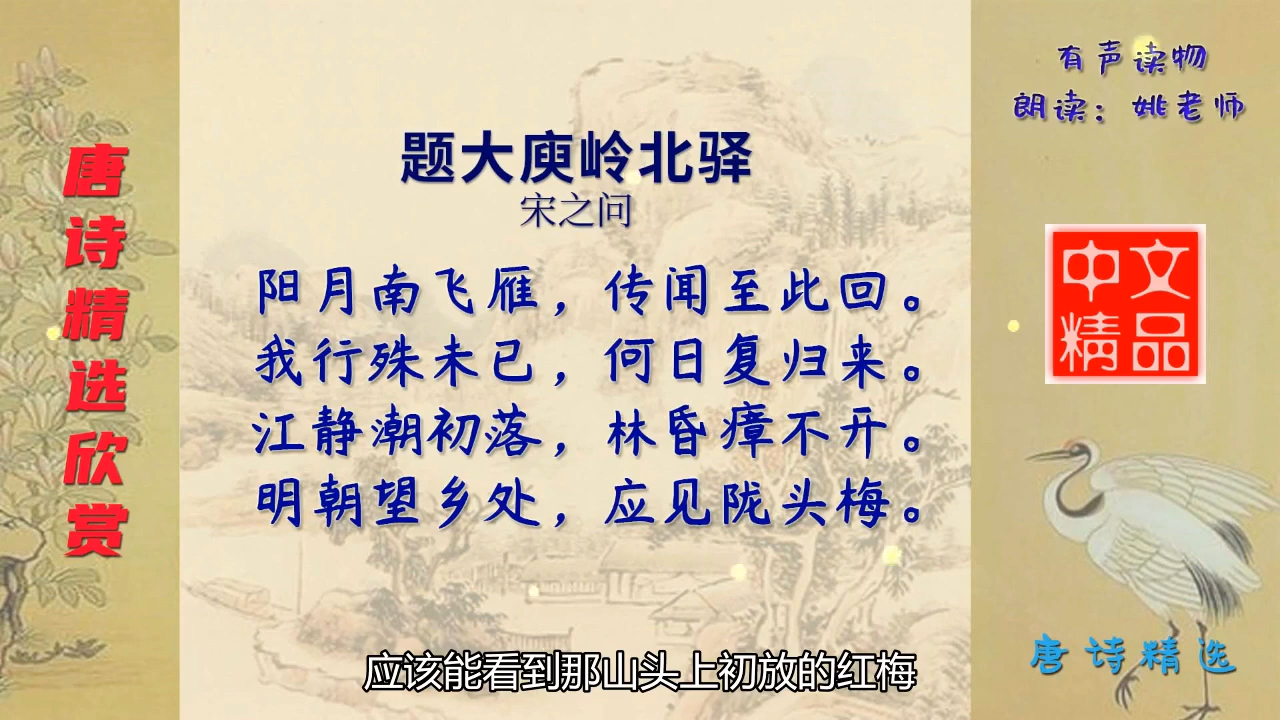 唐诗精选欣赏
题大庾岭北驿
宋之问
阳月南飞雁，传闻至此回。
我行殊未已，何日复归来。
江静潮初落，林昏瘴不开。
明朝望乡处，应见陇头梅。
应该能看到那山头上初放的红梅
有声读物
朗读：姚老师
中文
精品
唐诗精选